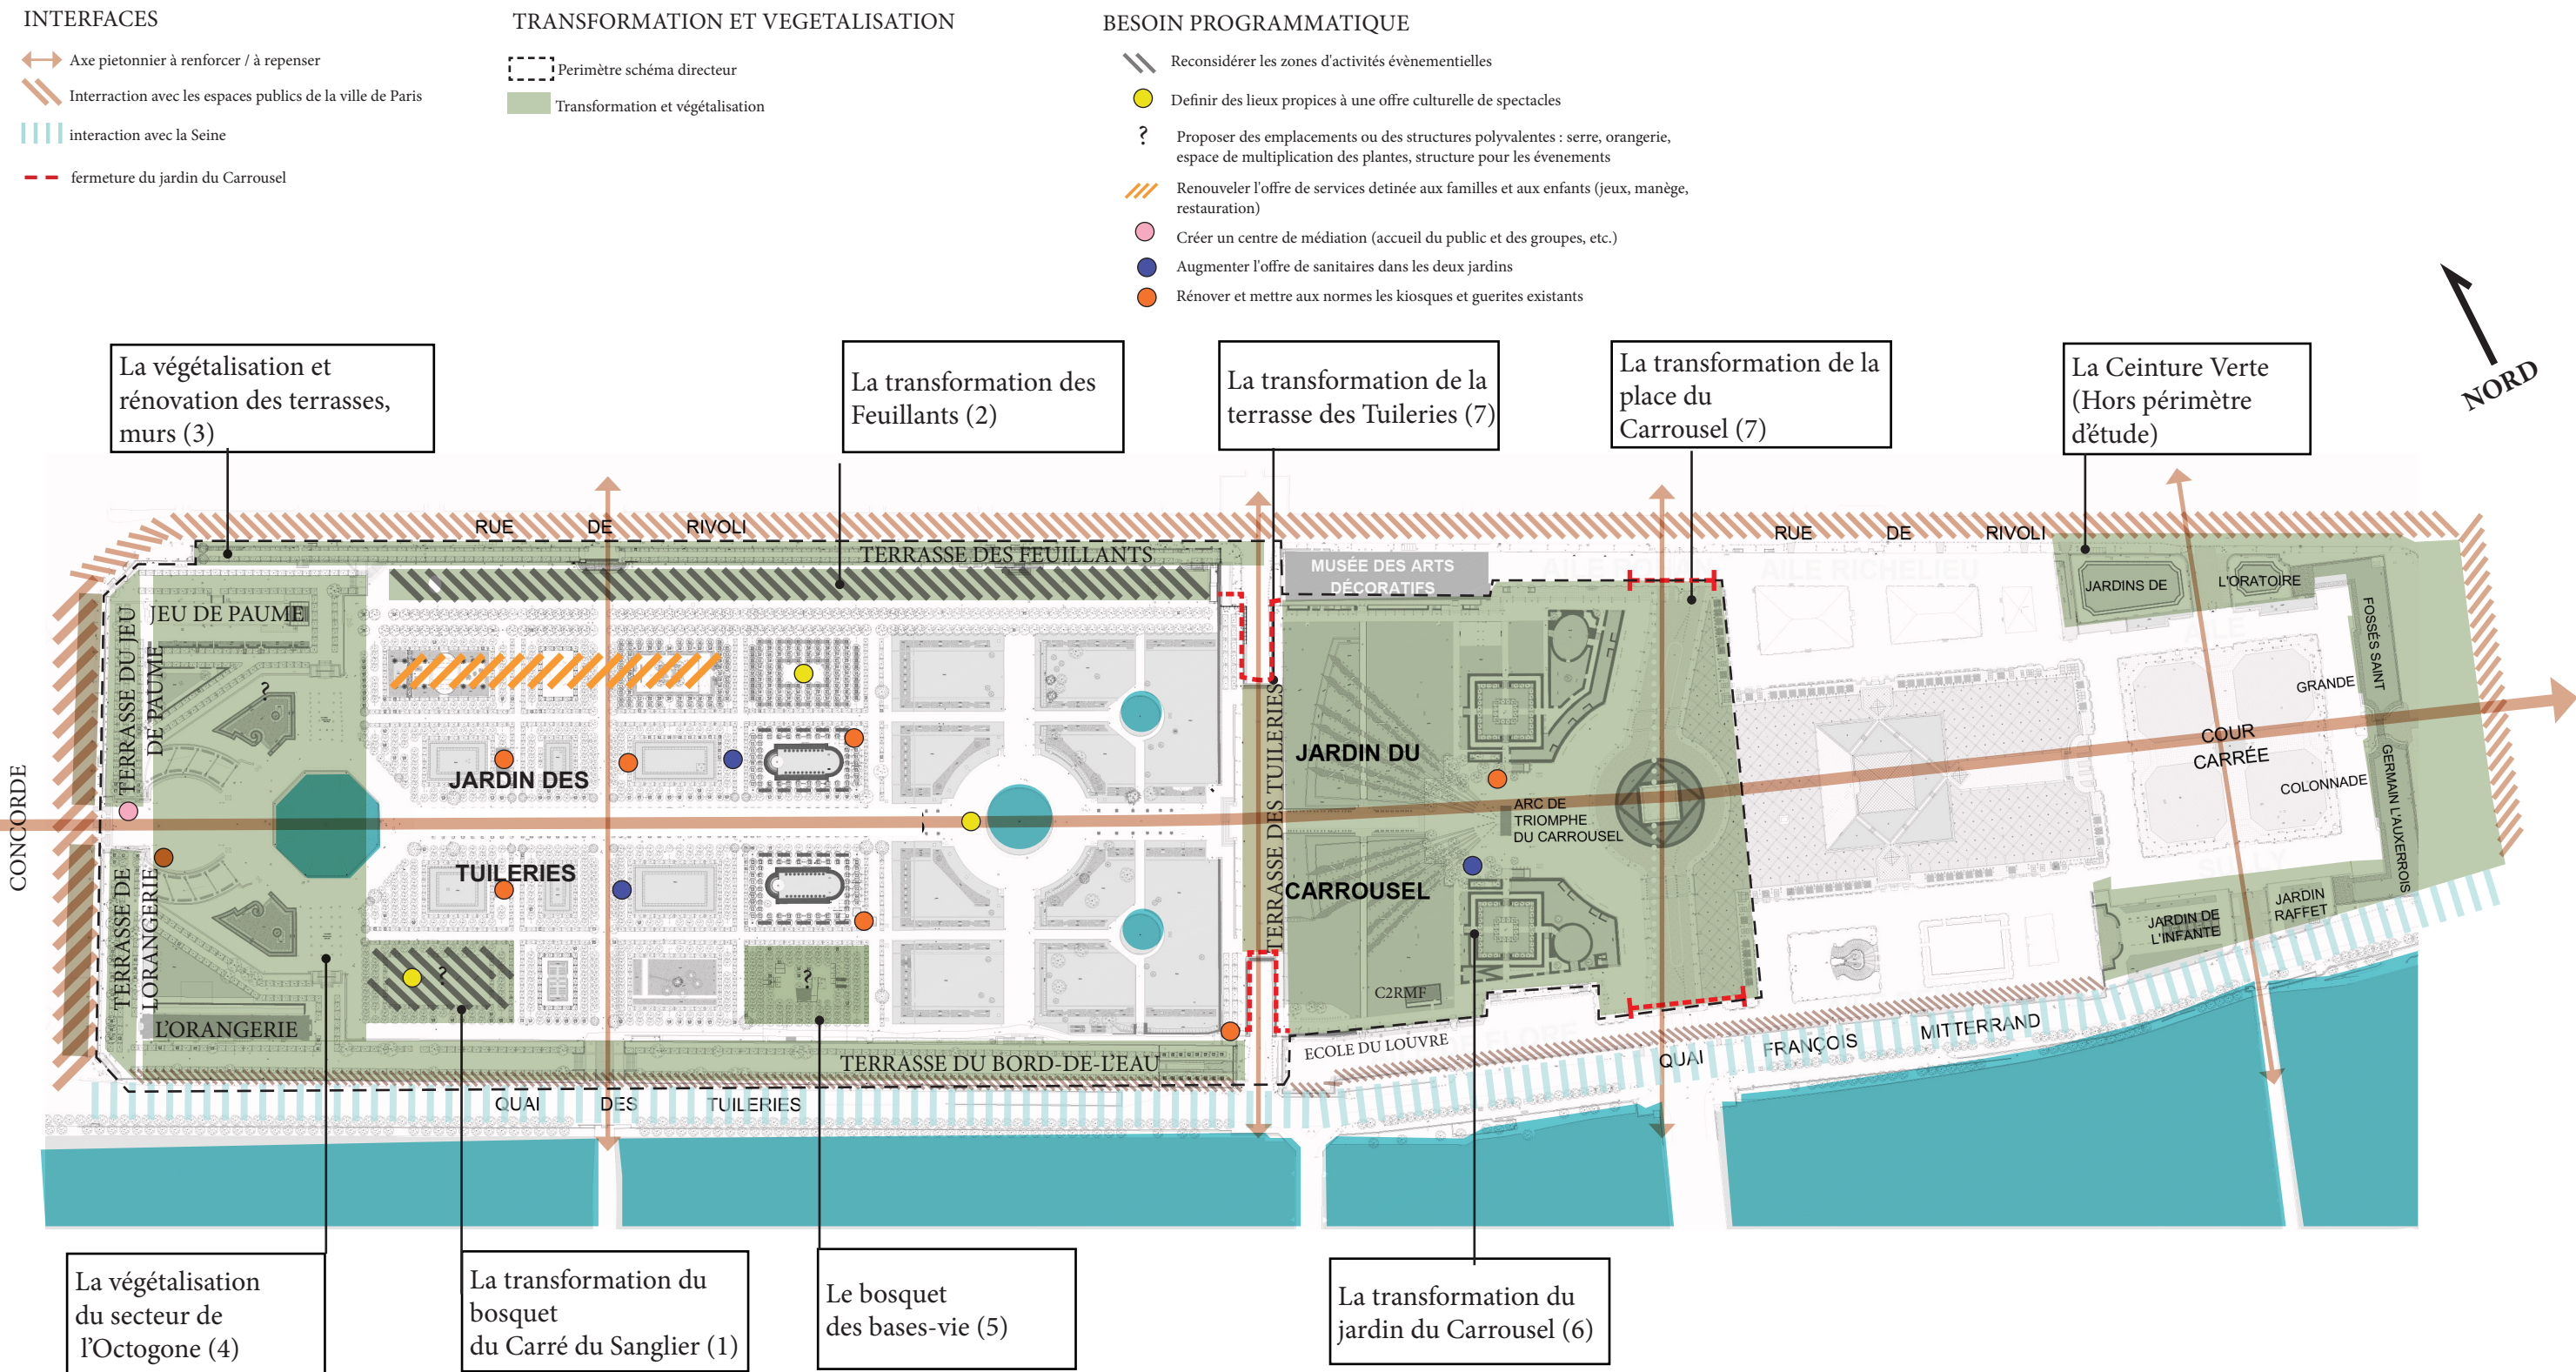 INTERFACES
Axe pietonnier à renforcer / à repenser
Interraction avec les espaces publics de la ville de Paris
interaction avec la Seine
fermeture du jardin du Carrousel
TRANSFORMATION ET VEGETALISATION
Perimètre schéma directeur
Transformation et végétalisation
BESOIN PROGRAMMATIQUE
Reconsidérer les zones d'activités évènementielles
Definir des lieux propices à une offre culturelle de spectacles
?
Proposer des emplacements ou des structures polyvalentes : serre, orangerie,
espace de multiplication des plantes, structure pour les évenements
Renouveler l'offre de services detinée aux familles et aux enfants (jeux, manège,
restauration)
Créer un centre de médiation (accueil du public et des groupes, etc.)
Augmenter l'offre de sanitaires dans les deux jardins
Rénover et mettre aux normes les kiosques et guerites existants
NORD
La végétalisation et
rénovation des terrasses,
murs (3)
La transformation des
Feuillants (2)
La transformation de la
terrasse des Tuileries (7)
La transformation de la
place du
Carrousel (7)
La Ceinture Verte
(Hors périmètre
d'étude)
RUE DE RIVOLI
RUE DE RIVOLI
TERRASSE DES FEUILLANTS
MUSÉE DES ARTS
DÉCORATIFS
AILE ROHAN
AILE RICHELIEU
JARDINS DE L'ORATOIRE
JEU DE PAUME
TERRASSE DU JEU
DE PAUME
?
FOSSÉS SAINT
GERMAIN L'AUXERROIS
AILE
GRANDE
COLONNADE
COUR
CARRÉE
SULLY
JARDIN DES
TUILERIES
TERRASSE DES TUILERIES
JARDIN DU
CARROUSEL
ARC DE
TRIOMPHE
DU CARROUSEL
CONCORDE
TERRASSE DE
L'ORANGERIE
?
?
L'ORANGERIE
C2RMF
JARDIN DE
L'INFANTE
JARDIN
RAFFET
TERRASSE DU BORD-DE-L'EAU
ECOLE DU LOUVRE
DE FLORE
QUAI FRANÇOIS MITTERRAND
QUAI DES TUILERIES
La végétalisation
du secteur de
l'Octogone (4)
La transformation du
bosquet
du Carré du Sanglier (1)
Le bosquet
des bases-vie (5)
La transformation du
jardin du Carrousel (6)